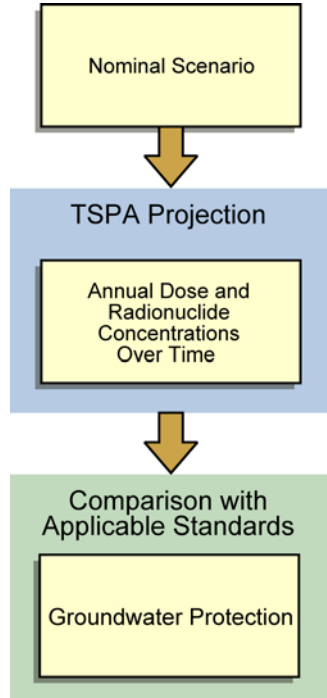 Nominal Scenario
TSPA Projection
Annual Dose and
Radionuclide
Concentrations
Over Time
Comparison with
Applicable Standards
Groundwater Protection